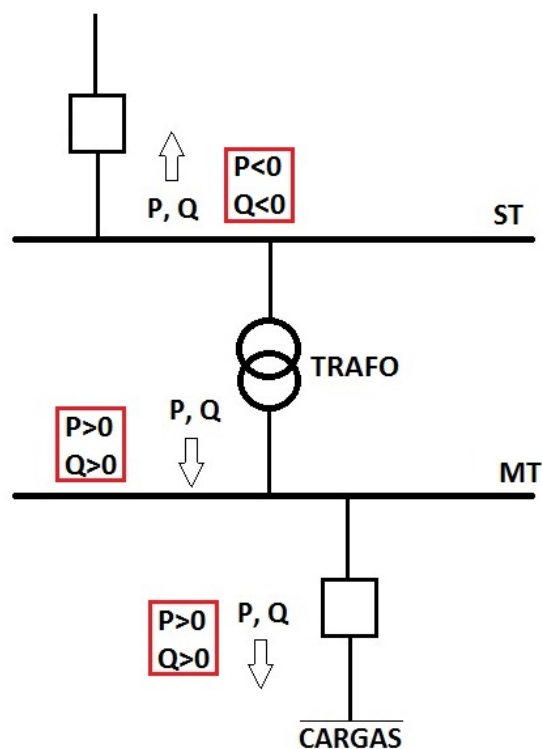 P<0
Q<0
P, Q
ST
TRAFO
P, Q
P>0
Q>0
MT
P, Q
P>0
Q>0
CARGAS